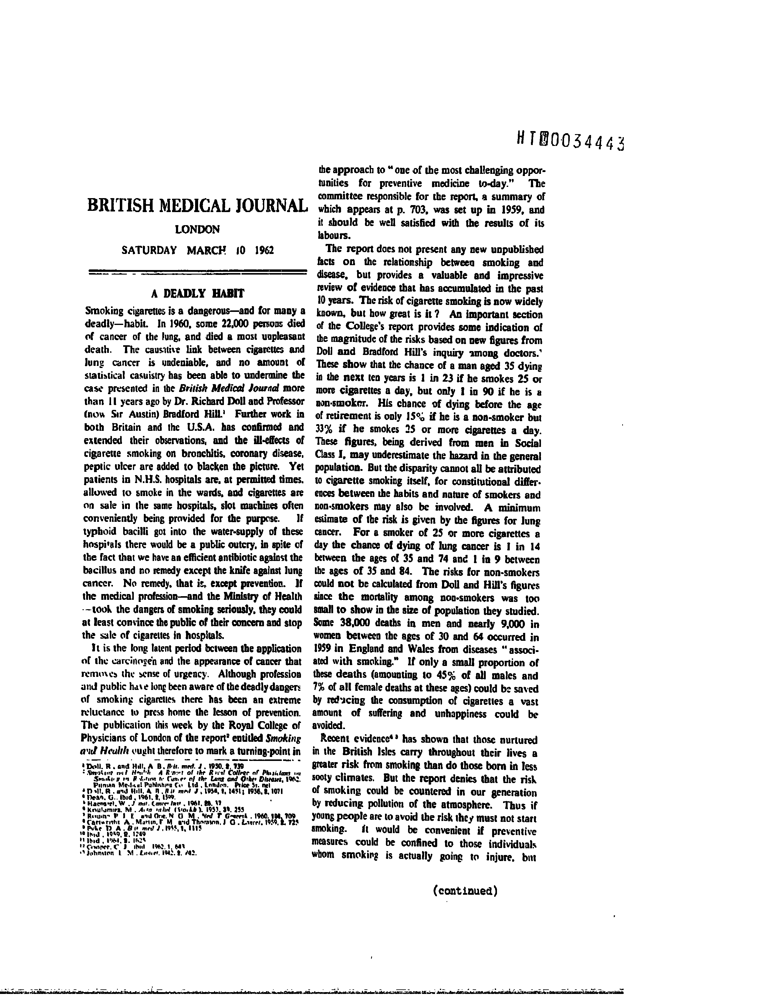 HT 0034443
BRITISH MEDICAL JOURNAL
LONDON
SATURDAY MARCH 10 1962
A DEADLY HABIT
Smoking cigarettes is a dangerous—and for many a
deadly—habit. In 1960, some 22,000 persons died
of cancer of the lung, and died a most unpleasant
death. The causative link between cigarettes and
lung cancer is undeniable, and no amount of
statistical casuistry has been able to undermine the
case presented in the British Medical Journal more
than 11 years ago by Dr. Richard Doll and Professor
(now Sir Austin) Bradford Hill.¹ Further work in
both Britain and the U.S.A. has confirmed and
extended their observations, and the ill-effects of
cigarette smoking on bronchitis, coronary disease,
peptic ulcer are added to blacken the picture. Yet
patients in N.H.S. hospitals are, at permitted times,
allowed to smoke in the wards, and cigarettes are
on sale in the same hospitals, slot machines often
conveniently being provided for the purpose. If
typhoid bacilli got into the water-supply of these
hospitals there would be a public outcry, in spite of
the fact that we have an efficient antibiotic against the
bacillus and no remedy except the knife against lung
cancer. No remedy, that is, except prevention. If
the medical profession—and the Ministry of Health
—took the dangers of smoking seriously, they could
at least convince the public of their concern and stop
the sale of cigarettes in hospitals.
It is the long latent period between the application
of the carcinogen and the appearance of cancer that
removes the sense of urgency. Although profession
and public have long been aware of the deadly dangers
of smoking cigarettes there has been an extreme
reluctance to press home the lesson of prevention.
The publication this week by the Royal College of
Physicians of London of the report² entitled Smoking
and Health ought therefore to mark a turning-point in
¹ Doll, R., and Hill, A. B., Brit. med. J., 1950, 2, 739
² Smoking and Health. A Report of the Royal College of Physicians on
Smoking in Relation to Cancer of the Lung and Other Diseases, 1962.
Pitman Medical Publishing Co. Ltd., London. Price 5s. net
Doll, R., and Hill, A. B., Brit. med. J., 1954, 1, 1451; 1956, 2, 1071
Dean, G., ibid., 1961, 2, 1599.
Haenszel, W., J. nat. Cancer Inst., 1961,
1953, 39, 255
and Thomson, J. G., Lancet, 1959, 2, 725
Pyke, D. A., Brit. med. J., 1955, 1, 1115
Ibid., 1959, 2, 1249
Cooper, C. J., ibid., 1962, 1, 643
Johnston, L. M., Lancet, 1942, 2, 742.
the approach to "one of the most challenging oppor-
tunities for preventive medicine to-day." The
committee responsible for the report, a summary of
which appears at p. 703, was set up in 1959, and
it should be well satisfied with the results of its
labours.
The report does not present any new unpublished
facts on the relationship between smoking and
disease, but provides a valuable and impressive
review of evidence that has accumulated in the past
10 years. The risk of cigarette smoking is now widely
known, but how great is it? An important section
of the College's report provides some indication of
the magnitude of the risks based on new figures from
Doll and Bradford Hill's inquiry among doctors.
These show that the chance of a man aged 35 dying
in the next ten years is 1 in 23 if he smokes 25 or
more cigarettes a day, but only 1 in 90 if he is a
non-smoker. His chance of dying before the age
of retirement is only 15% if he is a non-smoker but
33% if he smokes 25 or more cigarettes a day.
These figures, being derived from men in Social
Class I, may underestimate the hazard in the general
population. But the disparity cannot all be attributed
to cigarette smoking itself, for constitutional differ-
ences between the habits and nature of smokers and
non-smokers may also be involved. A minimum
estimate of the risk is given by the figures for lung
cancer. For a smoker of 25 or more cigarettes a
day the chance of dying of lung cancer is 1 in 14
between the ages of 35 and 74 and 1 in 9 between
the ages of 35 and 84. The risks for non-smokers
could not be calculated from Doll and Hill's figures
since the mortality among non-smokers was too
small to show in the size of population they studied.
Some 38,000 deaths in men and nearly 9,000 in
women between the ages of 30 and 64 occurred in
1959 in England and Wales from diseases "associ-
ated with smoking." If only a small proportion of
these deaths (amounting to 45% of all males and
7% of all female deaths at these ages) could be saved
by reducing the consumption of cigarettes a vast
amount of suffering and unhappiness could be
avoided.
Recent evidence has shown that those nurtured
in the British Isles carry throughout their lives a
greater risk from smoking than do those born in less
sooty climates. But the report denies that the risk
of smoking could be countered in our generation
by reducing pollution of the atmosphere. Thus if
young people are to avoid the risk they must not start
smoking. It would be convenient if preventive
measures could be confined to those individuals
whom smoking is actually going to injure, but
(continued)